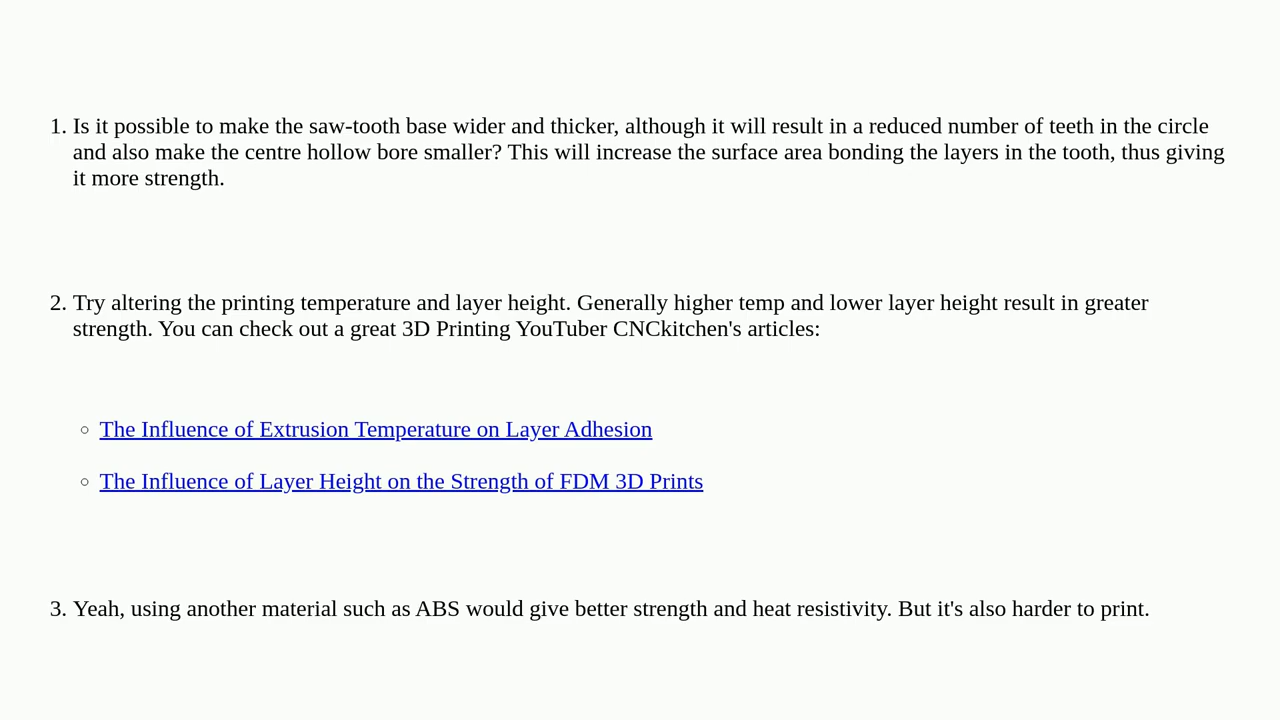 1. Is it possible to make the saw-tooth base wider and thicker, although it will result in a reduced number of teeth in the circle
and also make the centre hollow bore smaller? This will increase the surface area bonding the layers in the tooth, thus giving
it more strength.
2. Try altering the printing temperature and layer height. Generally higher temp and lower layer height result in greater
strength. You can check out a great 3D Printing YouTuber CNCkitchen's articles:
○ The Influence of Extrusion Temperature on Layer Adhesion
○ The Influence of Layer Height on the Strength of FDM 3D Prints
3. Yeah, using another material such as ABS would give better strength and heat resistivity. But it's also harder to print.